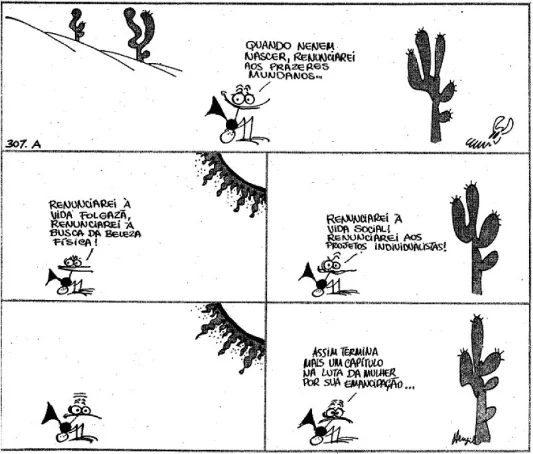 QUANDO NENEM
NASCER, RENUNCIAREI
AOS PRAZERES
MUNDANOS...
307. A
RENUNCIAREI À
VIDA FOLGAZÃ,
RENUNCIAREI À
BUSCA DA BELEZA
FÍSICA!
RENUNCIAREI À
VIDA SOCIAL!
RENUNCIAREI AOS
PROJETOS INDIVIDUALISTAS!
ASSIM TERMINA
MAIS UM CAPÍTULO
NA LUTA DA MULHER
POR SUA EMANCIPAÇÃO...